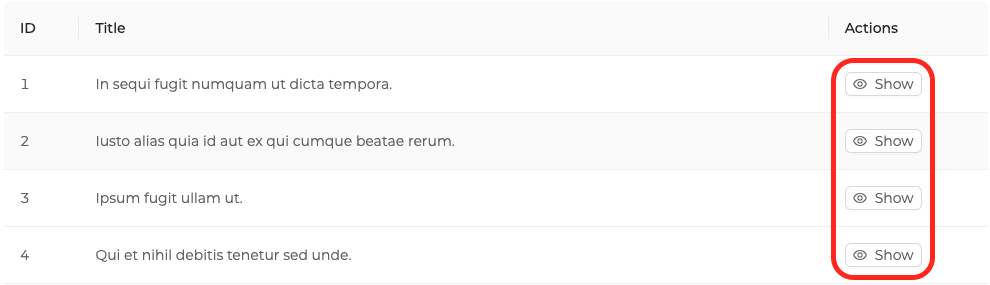 ID Title Actions
1 In sequi fugit numquam ut dicta tempora. Show
2 Iusto alias quia id aut ex qui cumque beatae rerum. Show
3 Ipsum fugit ullam ut. Show
4 Qui et nihil debitis tenetur sed unde. Show